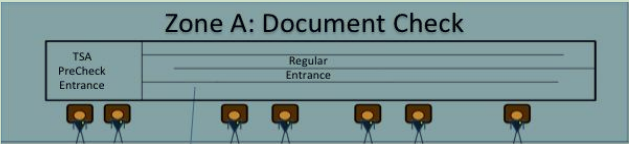 Zone A: Document Check
TSA
PreCheck
Entrance
Regular
Entrance